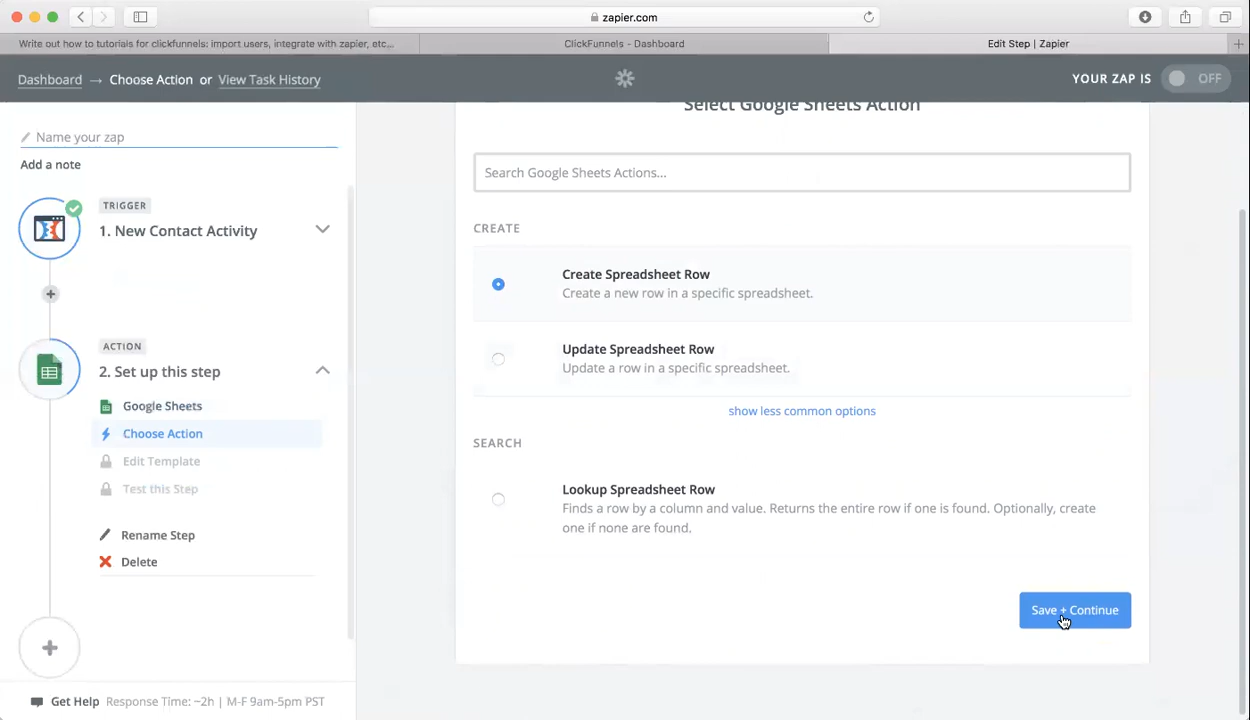 zapier.com
Write out how to tutorials for clickfunnels: import users, integrate with zapier, etc...
ClickFunnels - Dashboard
Edit Step | Zapier
Dashboard → Choose Action or View Task History
YOUR ZAP IS OFF
Name your zap
Add a note
TRIGGER
1. New Contact Activity
ACTION
2. Set up this step
Google Sheets
Choose Action
Edit Template
Test this Step
Rename Step
Delete
Get Help Response Time: ~2h | M-F 9am-5pm PST
Select Google Sheets Action
Search Google Sheets Actions...
CREATE
Create Spreadsheet Row
Create a new row in a specific spreadsheet.
Update Spreadsheet Row
Update a row in a specific spreadsheet.
show less common options
SEARCH
Lookup Spreadsheet Row
Finds a row by a column and value. Returns the entire row if one is found. Optionally, create
one if none are found.
Save + Continue